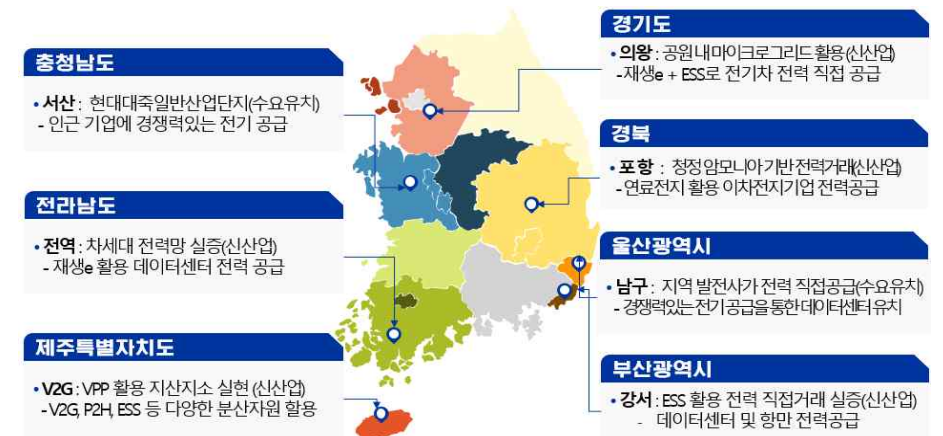 충청남도
• 서산 : 현대대죽일반산업단지(수요유치)
- 인근 기업에 경쟁력있는 전기 공급
전라남도
• 전역 : 차세대 전력망 실증(신산업)
- 재생e 활용 데이터센터 전력 공급
제주특별자치도
• V2G : VPP 활용 지산지소 실현 (신산업)
- V2G, P2H, ESS 등 다양한 분산자원 할용
경기도
• 의왕 : 공원 내 마이크로그리드 활용(신산업)
- 재생e + ESS로 전기차 전력 직접 공급
경북
• 포항 : 청정 암모니아 기반 전력거래(신산업)
- 연료전지 활용 이차전지기업 전력공급
울산광역시
• 남구 : 지역 발전사가 전력 직접공급(수요유치)
- 경쟁력있는 전기 공급을 통한 데이터센터 유치
부산광역시
• 강서 : ESS 활용 전력 직접거래 실증(신산업)
- 데이터센터 및 항만 전력공급